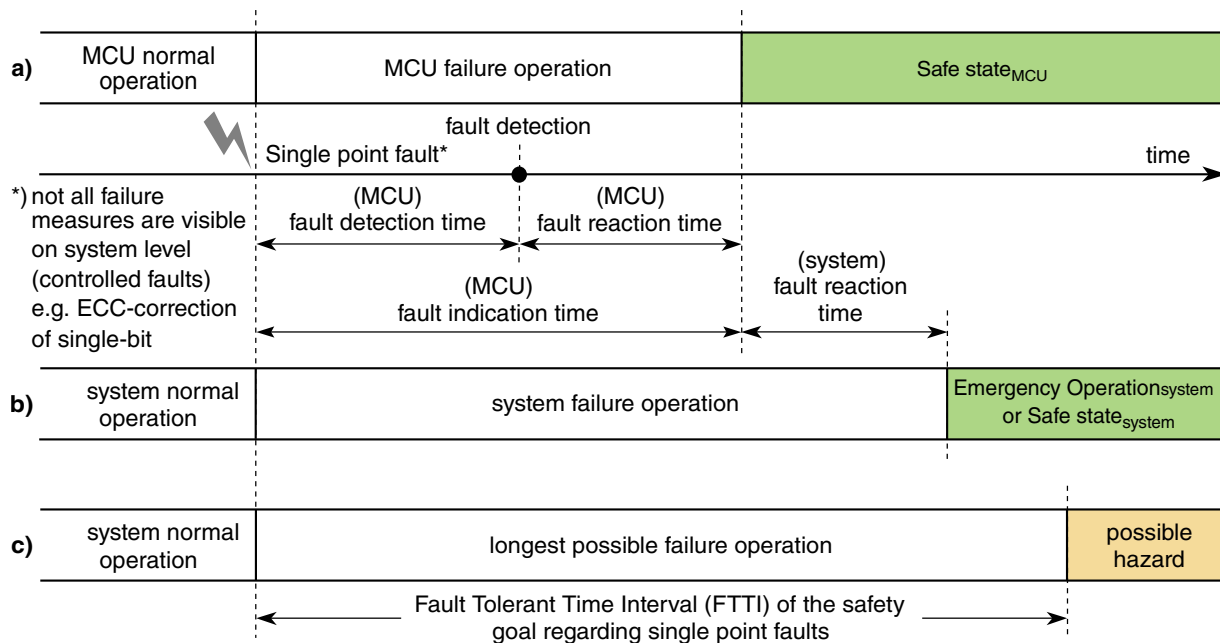 a)
MCU normal
operation
MCU failure operation
Safe stateMCU
fault detection
Single point fault*
time
*) not all failure
measures are visible
on system level
(controlled faults)
e.g. ECC-correction
of single-bit
(MCU)
fault detection time
(MCU)
fault reaction time
(MCU)
fault indication time
(system)
fault reaction
time
b)
system normal
operation
system failure operation
Emergency Operationsystem
or Safe statesystem
c)
system normal
operation
longest possible failure operation
possible
hazard
Fault Tolerant Time Interval (FTTI) of the safety
goal regarding single point faults